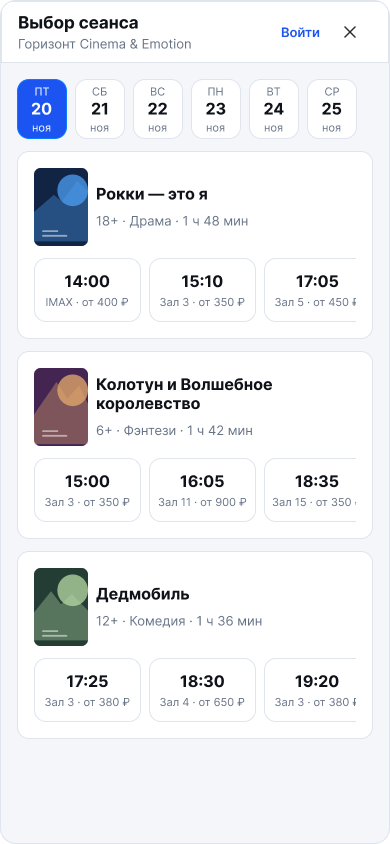 Выбор сеанса
Горизонт Cinema & Emotion
Войти
ПТ
20
ноя
СБ
21
ноя
ВС
22
ноя
ПН
23
ноя
ВТ
24
ноя
СР
25
ноя
Рокки — это я
18+ · Драма · 1 ч 48 мин
14:00
IMAX · от 400 ₽
15:10
Зал 3 · от 350 ₽
17:05
Зал 5 · от 450 ₽
Колотун и Волшебное
королевство
6+ · Фэнтези · 1 ч 42 мин
15:00
Зал 3 · от 350 ₽
16:05
Зал 11 · от 900 ₽
18:35
Зал 15 · от 350
Дедмобиль
12+ · Комедия · 1 ч 36 мин
17:25
Зал 3 · от 380 ₽
18:30
Зал 4 · от 650 ₽
19:20
Зал 3 · от 380 ₽